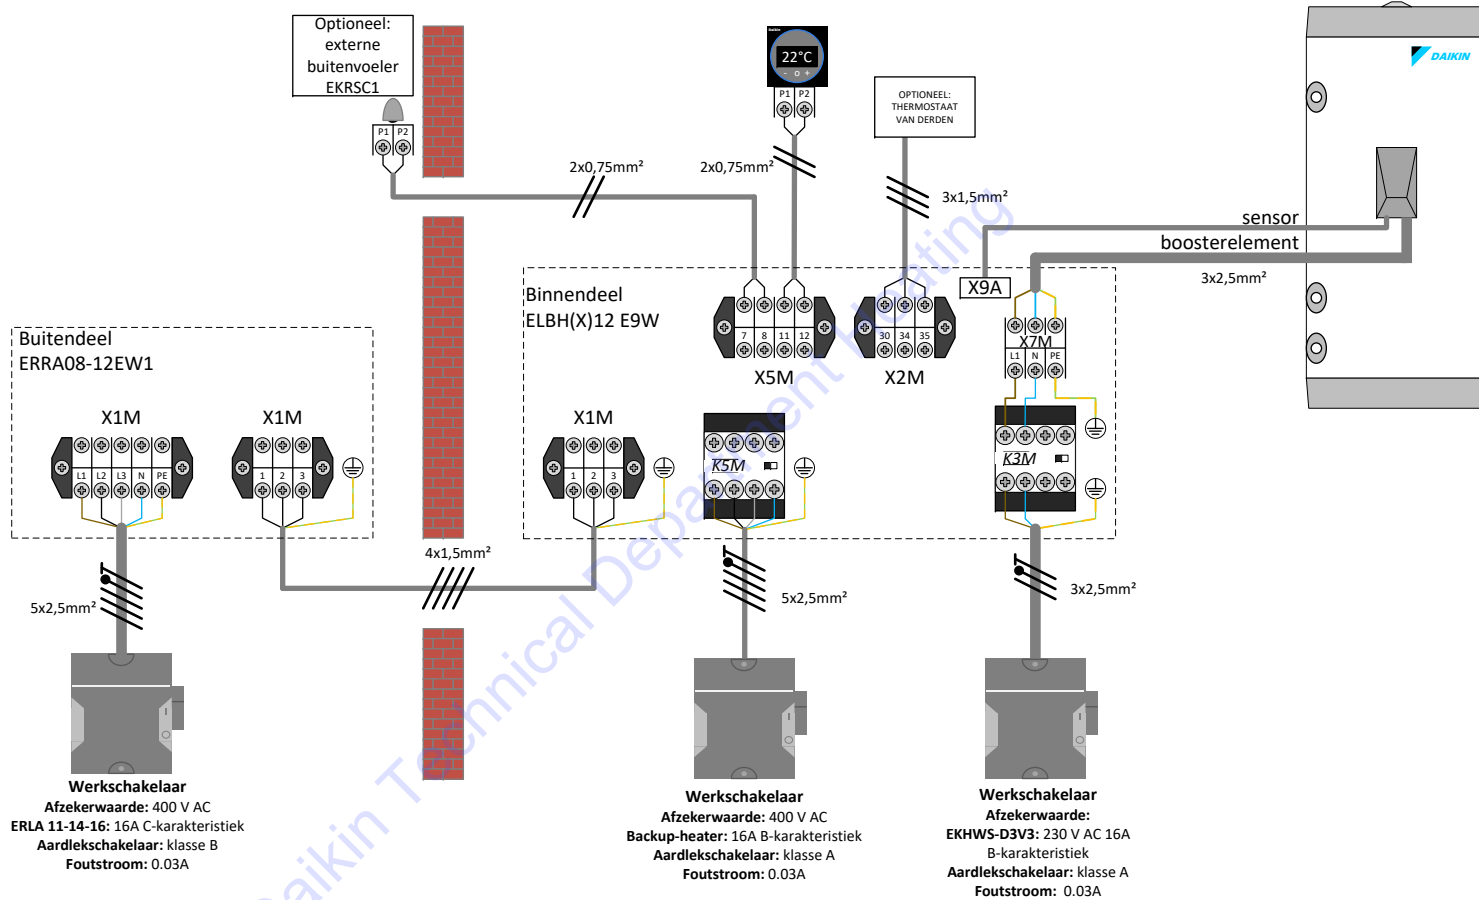 Optioneel:
externe
buitenvoeler
EKRSC1
P1 P2
Daikin
22°C
- o +
P1 P2
OPTIONEEL:
THERMOSTAAT
VAN DERDEN
DAIKIN
2x0,75mm²
2x0,75mm²
3x1,5mm²
sensor
boosterelement
3x2,5mm²
X9A
Binnendeel
ELBH(X)12 E9W
7 8 11 12
X5M
30 34 35
X2M
X7M
L1 N PE
Buitendeel
ERRA08-12EW1
X1M
L1 L2 L3 N PE
X1M
1 2 3
X1M
1 2 3
K5M
K3M
4x1,5mm²
5x2,5mm²
5x2,5mm²
3x2,5mm²
I
O
I
O
I
O
Werkschakelaar
Afzekerwaarde: 400 V AC
ERLA 11-14-16: 16A C-karakteristiek
Aardlekschakelaar: klasse B
Foutstroom: 0.03A
Werkschakelaar
Afzekerwaarde: 400 V AC
Backup-heater: 16A B-karakteristiek
Aardlekschakelaar: klasse A
Foutstroom: 0.03A
Werkschakelaar
Afzekerwaarde:
EKHWS-D3V3: 230 V AC 16A
B-karakteristiek
Aardlekschakelaar: klasse A
Foutstroom: 0.03A
Daikin Technical Department Heating